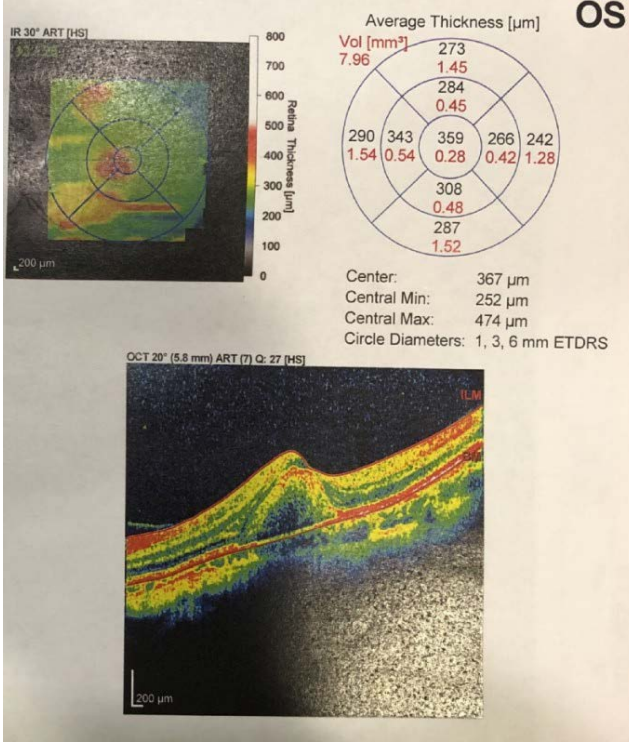 OS
IR 30° ART [HS]
800
700
600
500
400
300
200
100
0
Retina Thickness [µm]
200 µm
Average Thickness [µm]
Vol [mm³]
7.96
273
1.45
284
0.45
290 343 359 266 242
1.54 0.54 0.28 0.42 1.28
308
0.48
287
1.52
Center: 367 µm
Central Min: 252 µm
Central Max: 474 µm
Circle Diameters: 1, 3, 6 mm ETDRS
OCT 20° (5.8 mm) ART (7) Q: 27 [HS]
ILM
200 µm